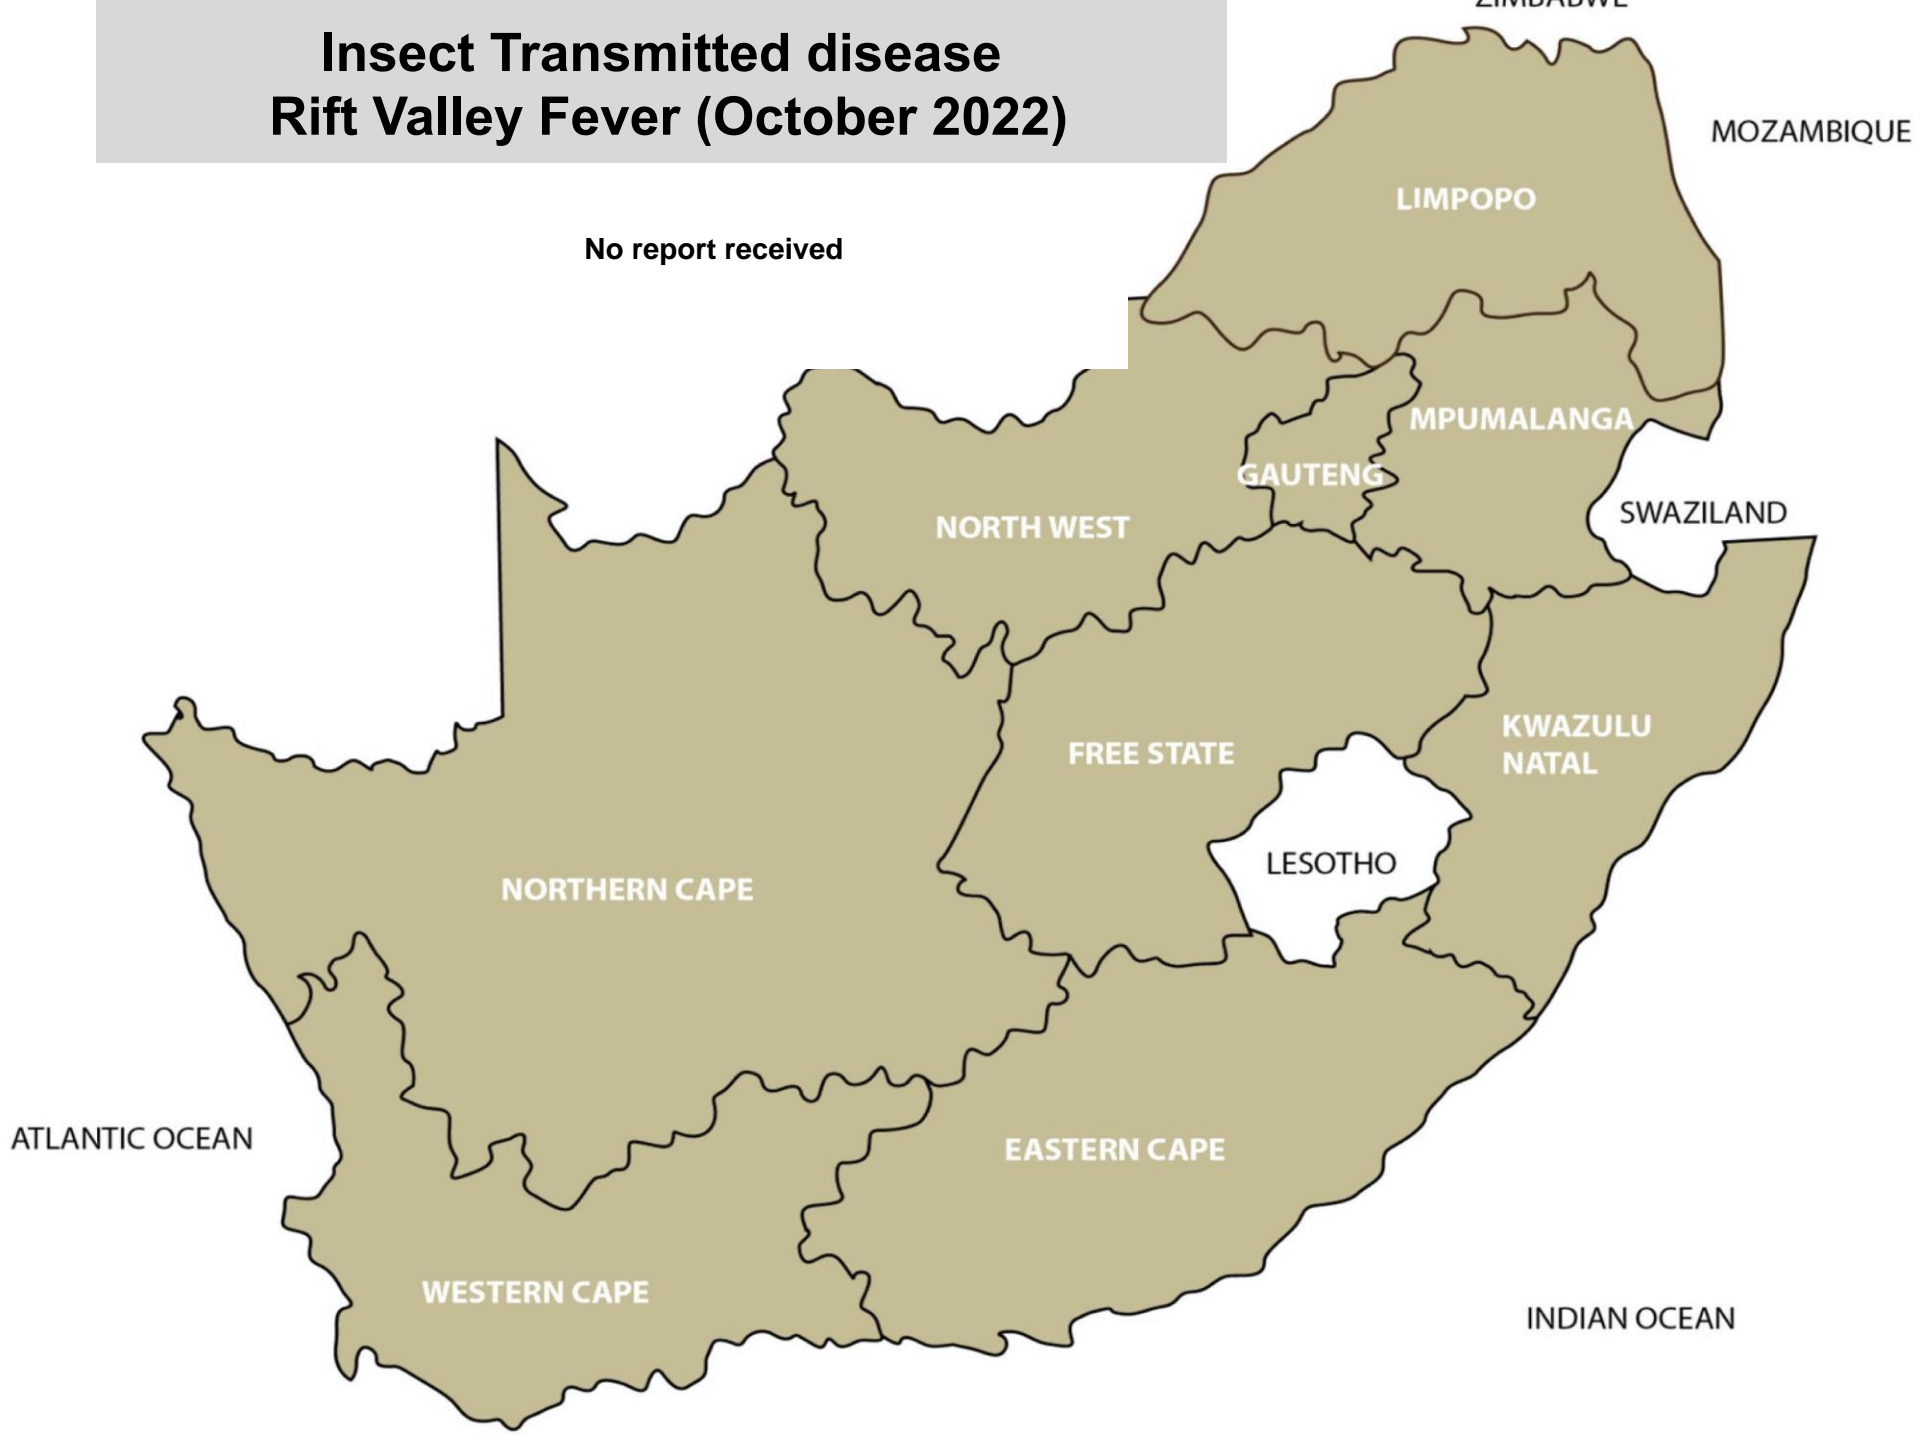 ZIMBABWE
Insect Transmitted disease
Rift Valley Fever (October 2022)
MOZAMBIQUE
LIMPOPO
No report received
MPUMALANGA
GAUTENG
SWAZILAND
NORTH WEST
KWAZULU
NATAL
FREE STATE
LESOTHO
NORTHERN CAPE
ATLANTIC OCEAN
EASTERN CAPE
WESTERN CAPE
INDIAN OCEAN